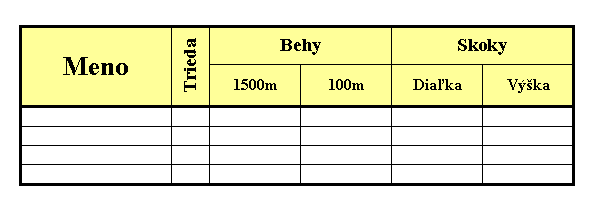 Meno
Trieda
Behy
Skoky
1500m
100m
Diaľka
Výška